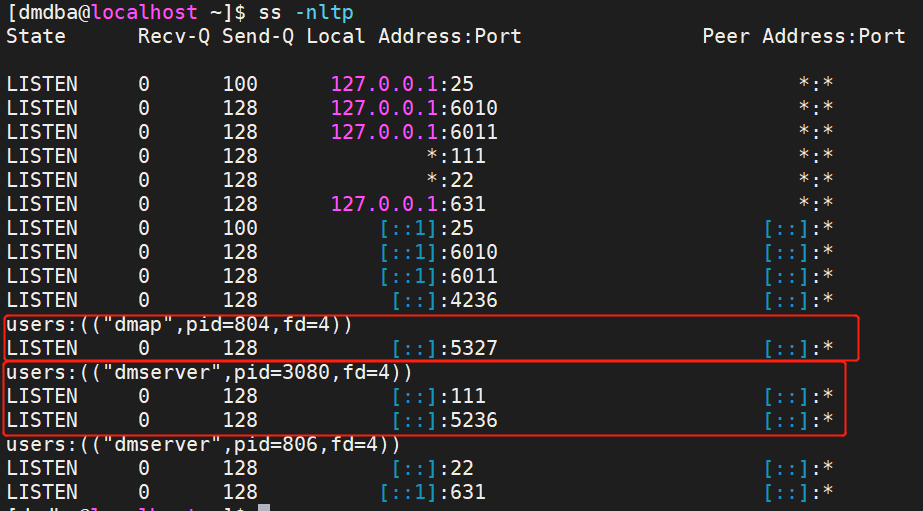 [dmdba@localhost ~]$ ss -nltp
State Recv-Q Send-Q Local Address:Port Peer Address:Port
LISTEN 0 100 127.0.0.1:25 *:*
LISTEN 0 128 127.0.0.1:6010 *:*
LISTEN 0 128 127.0.0.1:6011 *:*
LISTEN 0 128 *:111 *:*
LISTEN 0 128 *:22 *:*
LISTEN 0 128 127.0.0.1:631 *:*
LISTEN 0 100 [::1]:25 [::]:*
LISTEN 0 128 [::1]:6010 [::]:*
LISTEN 0 128 [::1]:6011 [::]:*
LISTEN 0 128 [::]:4236 [::]:*
users:(("dmap",pid=804,fd=4))
LISTEN 0 128 [::]:5327 [::]:*
users:(("dmserver",pid=3080,fd=4))
LISTEN 0 128 [::]:111 [::]:*
LISTEN 0 128 [::]:5236 [::]:*
users:(("dmserver",pid=806,fd=4))
LISTEN 0 128 [::]:22 [::]:*
LISTEN 0 128 [::1]:631 [::]:*
[dmdba@localhost ~]$